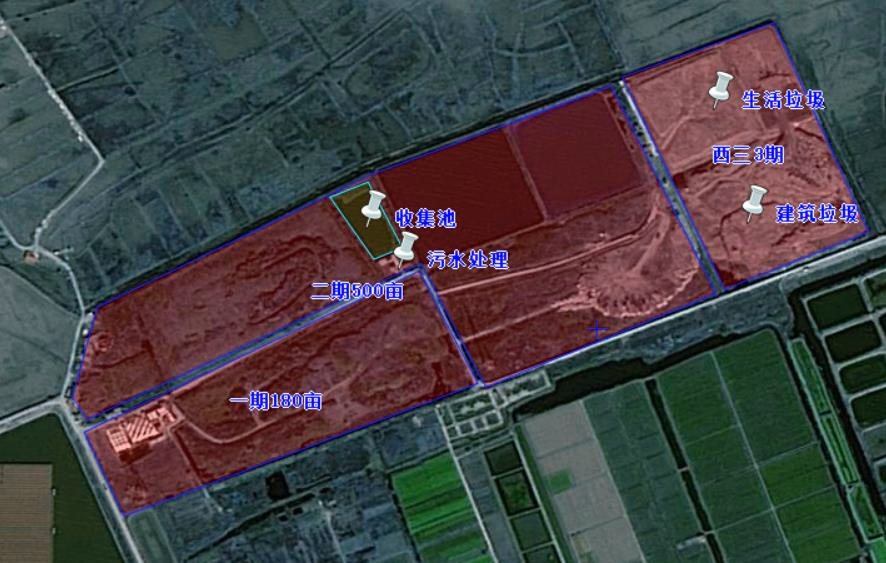 生活垃圾
西三3期
建筑垃圾
收集池
污水处理
二期500亩
一期180亩